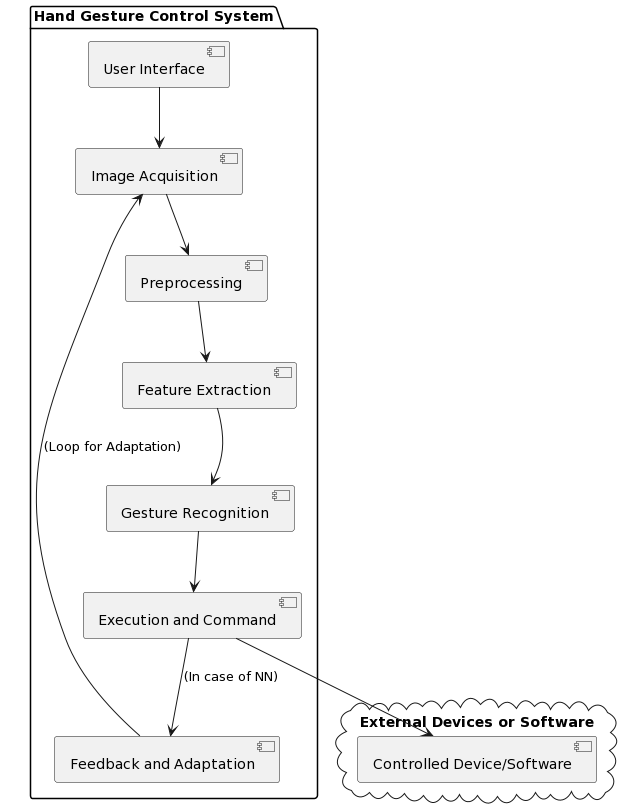 Hand Gesture Control System
User Interface
Image Acquisition
Preprocessing
Feature Extraction
(Loop for Adaptation)
Gesture Recognition
Execution and Command
(In case of NN)
External Devices or Software
Feedback and Adaptation
Controlled Device/Software